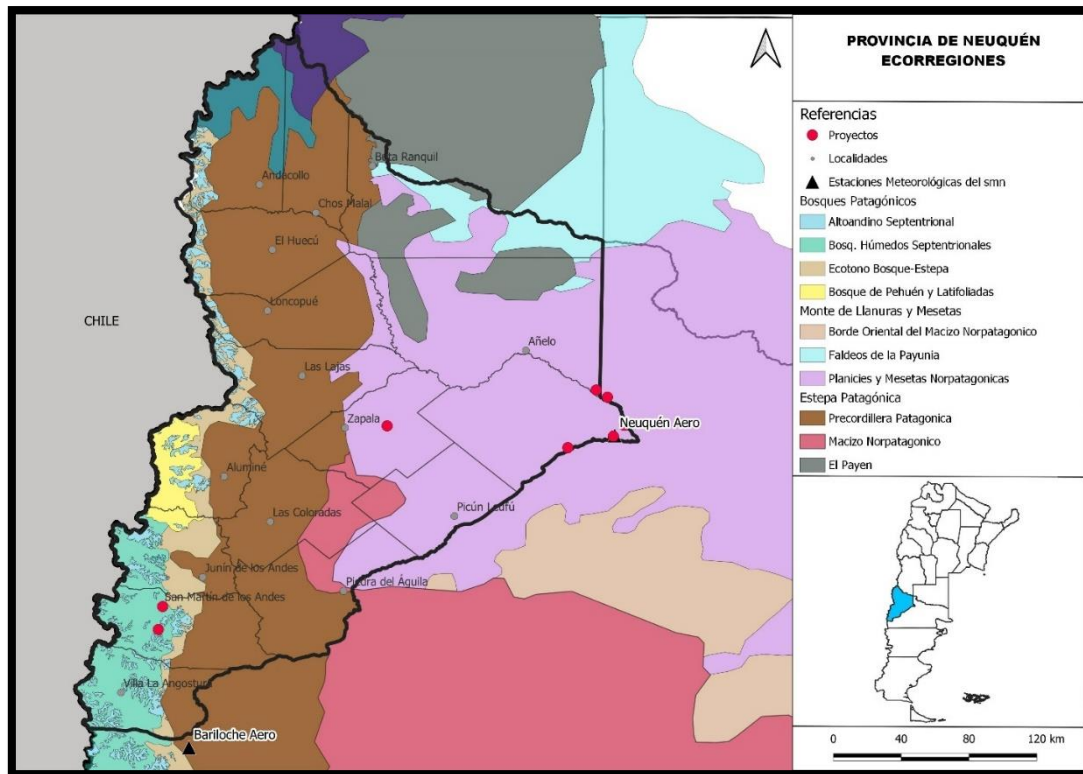 PROVINCIA DE NEUQUÉN
ECORREGIONES
Referencias
Proyectos
Localidades
Estaciones Meteorológicas del smn
Bosques Patagónicos
Altoandino Septentrional
Bosq. Húmedos Septentrionales
Ecotono Bosque-Estepa
Bosque de Pehuén y Latifoliadas
Monte de Llanuras y Mesetas
Borde Oriental del Macizo Norpatagonico
Faldeos de la Payunia
Planicies y Mesetas Norpatagonicas
Estepa Patagónica
Precordillera Patagonica
Macizo Norpatagonico
El Payen
0 40 80 120 km
CHILE
Buta Ranquil
Andacollo
Chos Malal
El Huecú
Loncopué
Añelo
Las Lajas
Zapala
Neuquén Aero
Aluminé
Las Coloradas
Picún Leufú
Junín de los Andes
Piedra del Águila
San Martín de los Andes
Villa La Angostura
Bariloche Aero